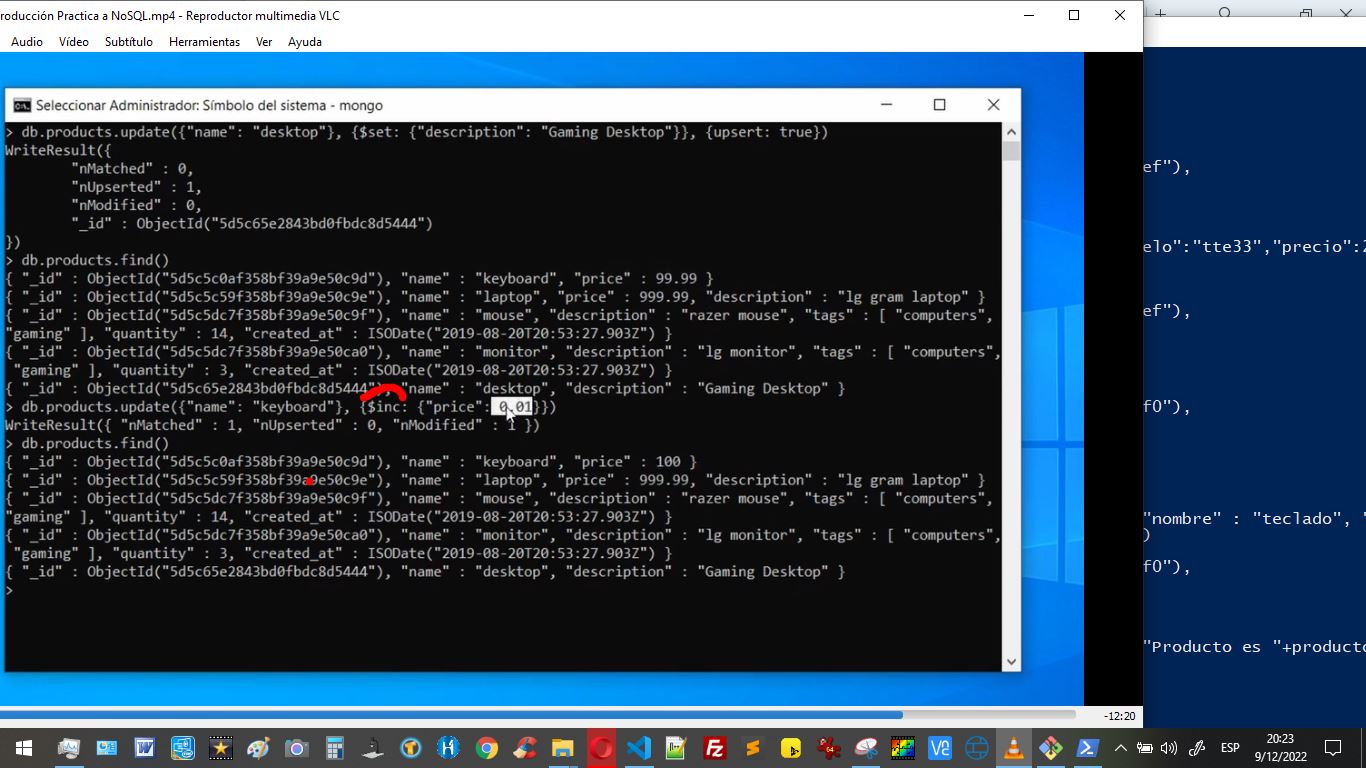 roducción Practica a NoSQL.mp4 - Reproductor multimedia VLC
Audio Vídeo Subtítulo Herramientas Ver Ayuda
Seleccionar Administrador: Símbolo del sistema - mongo
> db.products.update({"name": "desktop"}, {$set: {"description": "Gaming Desktop"}}, {upsert: true})
WriteResult({
"nMatched" : 0,
"nUpserted" : 1,
"nModified" : 0,
"_id" : ObjectId("5d5c65e2843bd0fbdc8d5444")
})
> db.products.find()
{ "_id" : ObjectId("5d5c5c0af358bf39a9e50c9d"), "name" : "keyboard", "price" : 99.99 }
{ "_id" : ObjectId("5d5c5c59f358bf39a9e50c9e"), "name" : "laptop", "price" : 999.99, "description" : "lg gram laptop" }
{ "_id" : ObjectId("5d5c5dc7f358bf39a9e50c9f"), "name" : "mouse", "description" : "razer mouse", "tags" : [ "computers",
"gaming" ], "quantity" : 14, "created_at" : ISODate("2019-08-20T20:53:27.903Z") }
{ "_id" : ObjectId("5d5c5dc7f358bf39a9e50ca0"), "name" : "monitor", "description" : "lg monitor", "tags" : [ "computers",
"gaming" ], "quantity" : 3, "created_at" : ISODate("2019-08-20T20:53:27.903Z") }
{ "_id" : ObjectId("5d5c65e2843bd0fbdc8d5444"), "name" : "desktop", "description" : "Gaming Desktop" }
> db.products.update({"name": "keyboard"}, {$inc: {"price": 0.01}})
WriteResult({ "nMatched" : 1, "nUpserted" : 0, "nModified" : 1 })
> db.products.find()
{ "_id" : ObjectId("5d5c5c0af358bf39a9e50c9d"), "name" : "keyboard", "price" : 100 }
{ "_id" : ObjectId("5d5c5c59f358bf39a9e50c9e"), "name" : "laptop", "price" : 999.99, "description" : "lg gram laptop" }
{ "_id" : ObjectId("5d5c5dc7f358bf39a9e50c9f"), "name" : "mouse", "description" : "razer mouse", "tags" : [ "computers",
"gaming" ], "quantity" : 14, "created_at" : ISODate("2019-08-20T20:53:27.903Z") }
{ "_id" : ObjectId("5d5c5dc7f358bf39a9e50ca0"), "name" : "monitor", "description" : "lg monitor", "tags" : [ "computers",
"gaming" ], "quantity" : 3, "created_at" : ISODate("2019-08-20T20:53:27.903Z") }
{ "_id" : ObjectId("5d5c65e2843bd0fbdc8d5444"), "name" : "desktop", "description" : "Gaming Desktop" }
>
ef"),
elo":"tte33","precio":2
ef"),
fO"),
"nombre" : "teclado", "
)
fO"),
"Producto es "+producto
-12:20
ESP
20:23
9/12/2022